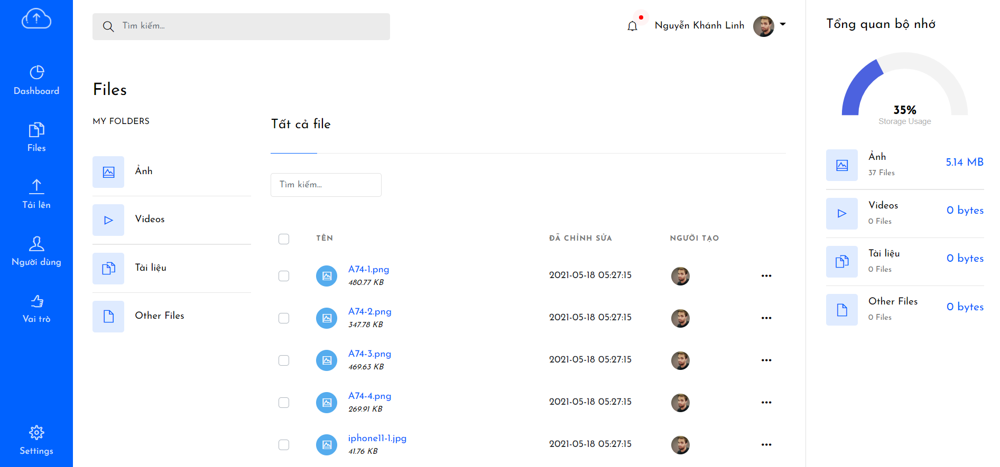 Dashboard
Files
Tải lên
Người dùng
Vai trò
Settings
Tìm kiếm...
Nguyễn Khánh Linh
Files
MY FOLDERS
Ảnh
Videos
Tài liệu
Other Files
Tất cả file
Tìm kiếm...
TÊN ĐÃ CHỈNH SỬA NGƯỜI TẠO
A74-1.png
480.77 KB
2021-05-18 05:27:15
A74-2.png
347.78 KB
2021-05-18 05:27:15
A74-3.png
469.63 KB
2021-05-18 05:27:15
A74-4.png
269.91 KB
2021-05-18 05:27:15
iphone11-1.jpg
41.76 KB
2021-05-18 05:27:15
Tổng quan bộ nhớ
35%
Storage Usage
Ảnh
37 Files
5.14 MB
Videos
0 Files
0 bytes
Tài liệu
0 Files
0 bytes
Other Files
0 Files
0 bytes